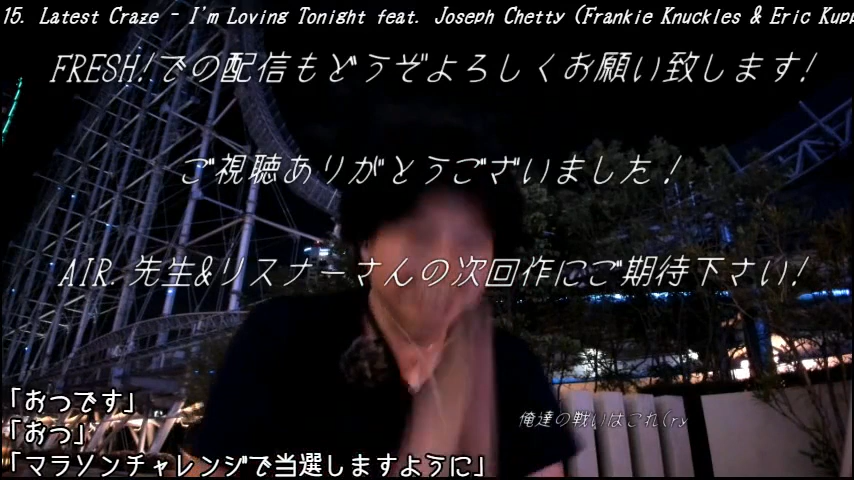 15. Latest Craze - I'm Loving Tonight feat. Joseph Chetty (Frankie Knuckles & Eric Kupp
FRESH!での配信もどうぞよろしくお願い致します!
ご視聴ありがとうございました!
AIR.先生&リスナーさんの次回作にご期待下さい!
俺達の戦いはこれ(ry
「おつです」
「おつ」
「マラソンチャレンジで当選しますように」